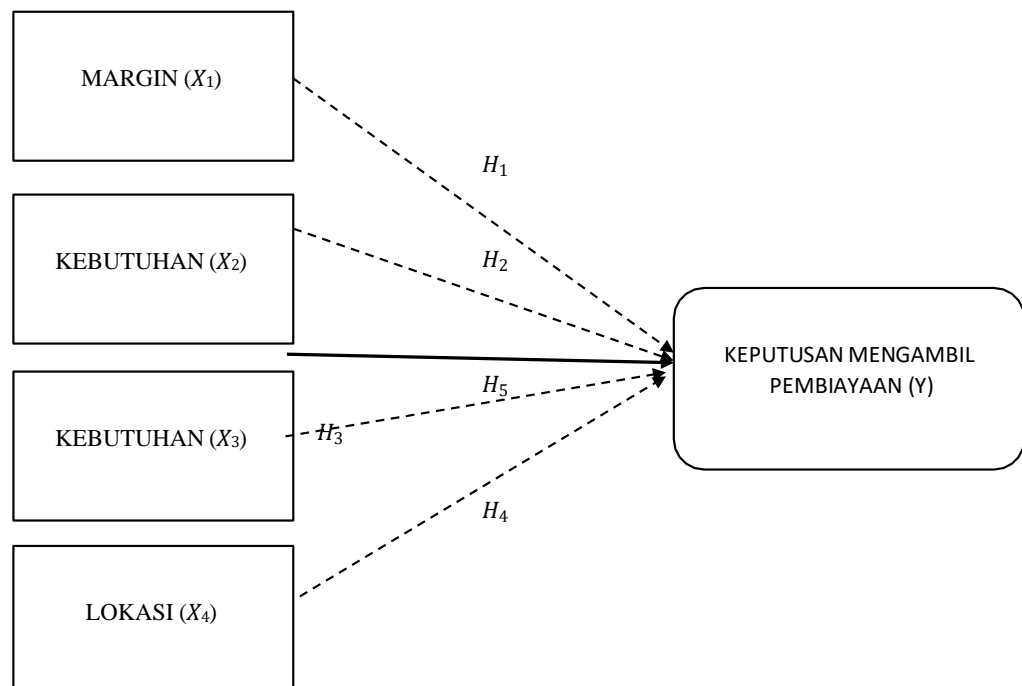 MARGIN (X1)
H1
KEBUTUHAN (X2)
H2
KEPUTUSAN MENGAMBIL
PEMBIAYAAN (Y)
H5
KEBUTUHAN (X3)
H3
H4
LOKASI (X4)